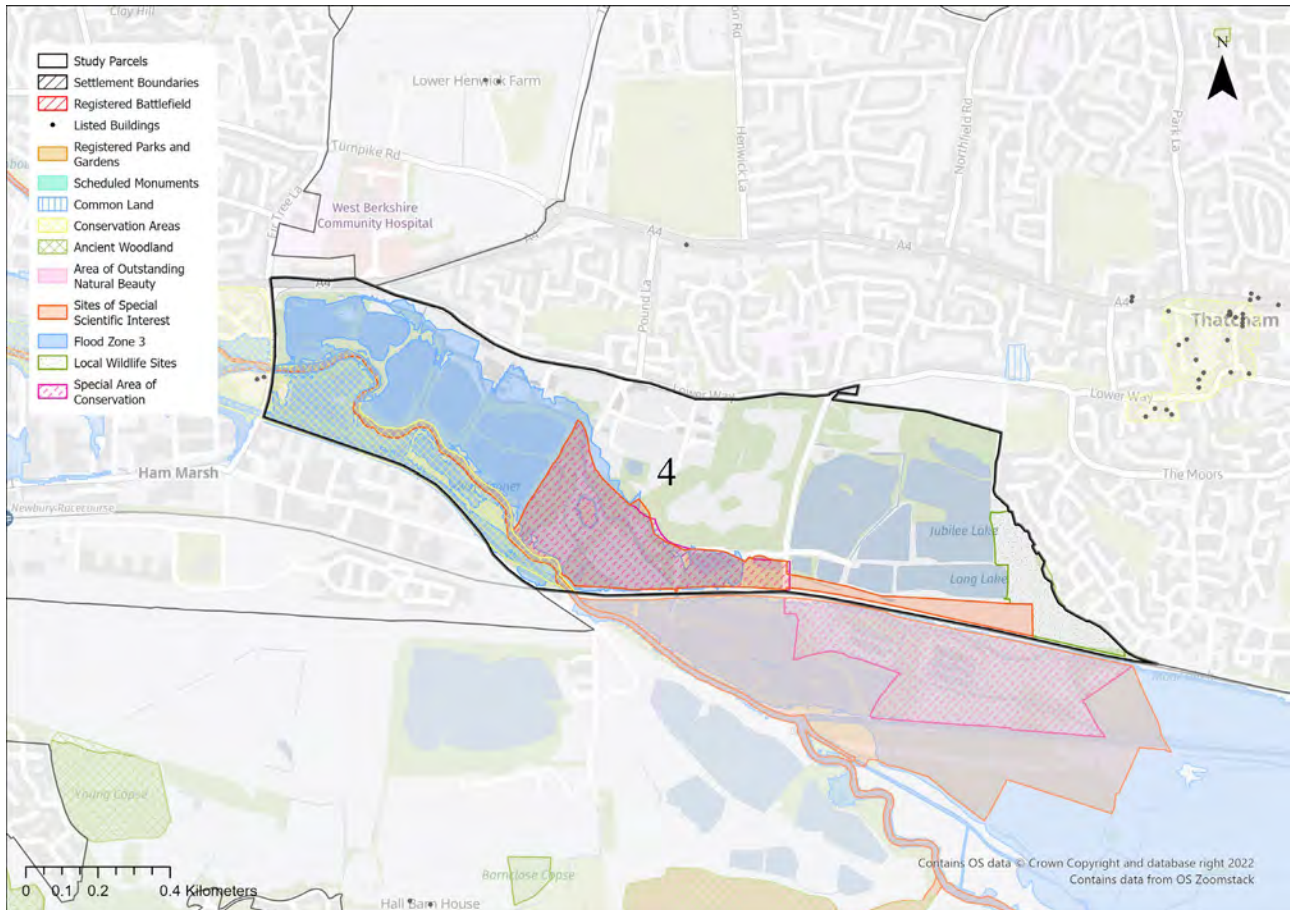 Clay Hill
Study Parcels
Settlement Boundaries
Registered Battlefield
Listed Buildings
Registered Parks and
Gardens
Scheduled Monuments
Common Land
Conservation Areas
Ancient Woodland
Area of Outstanding
Natural Beauty
Sites of Special
Scientific Interest
Flood Zone 3
Local Wildlife Sites
Special Area of
Conservation
N
Lower Henwick Farm
Turnpike Rd
Henwick La
Northfield Rd
Park La
Fir Tree La
West Berkshire
Community Hospital
A4
A4
A4
A4
A4
Pound La
Thatcham
Lower Way
Lower Way
The Moors
4
Ham Marsh
Newbury Racecourse
Jubilee Lake
Long Lake
Young Copse
Barnclose Copse
Hall Barn House
0 0.1 0.2 0.4 Kilometers
Contains OS data © Crown Copyright and database right 2022
Contains data from OS Zoomstack